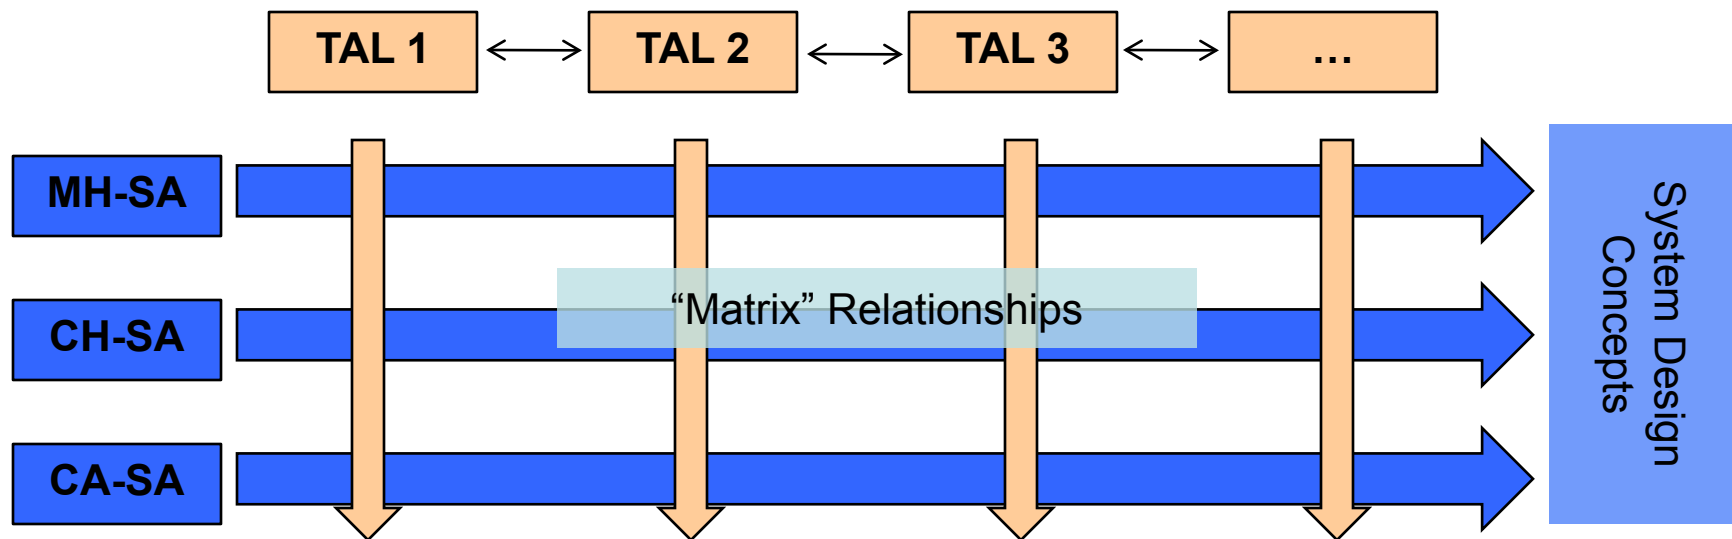 TAL 1
TAL 2
TAL 3
...
MH-SA
CH-SA
CA-SA
“Matrix” Relationships
System Design
Concepts